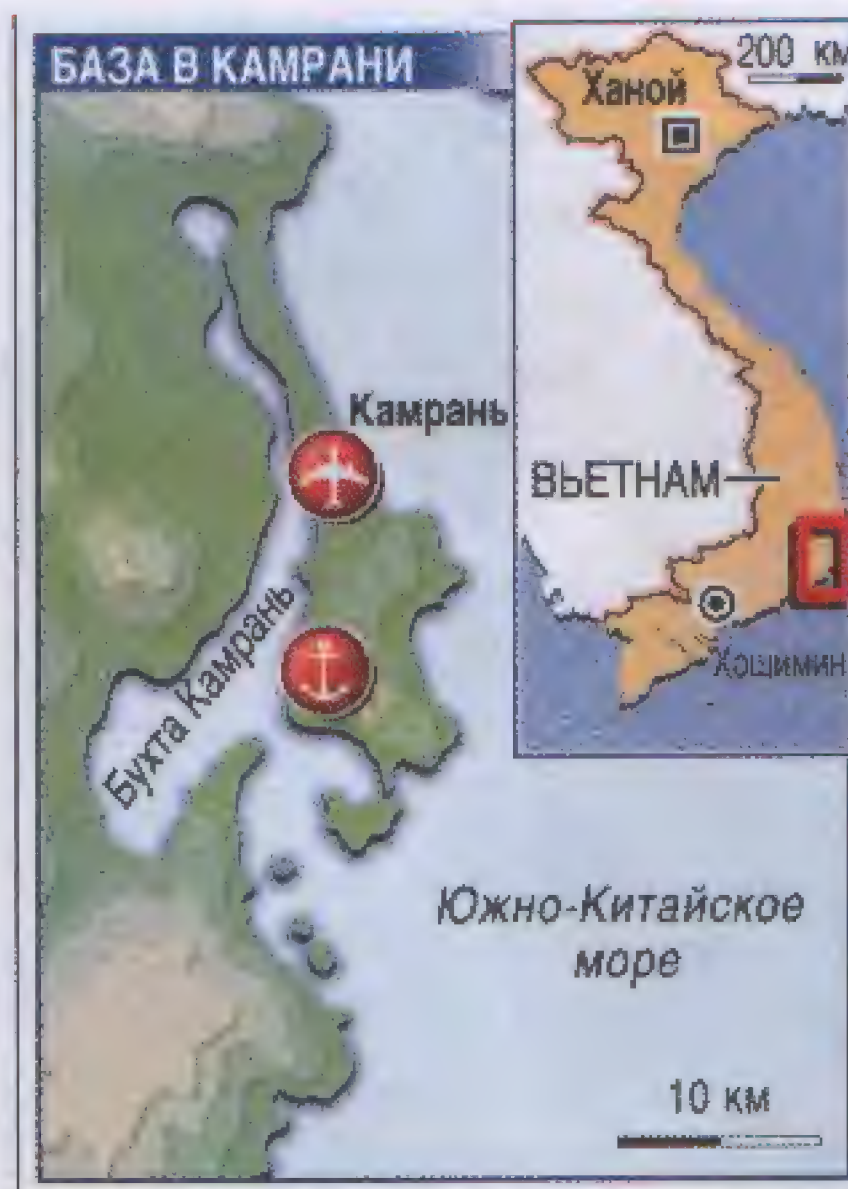 БАЗА В КАМРАНИ
200 км
Ханой
Камрань
ВЬЕТНАМ
Бухта Камрань
Хошимин
Южно-Китайское
море
10 км